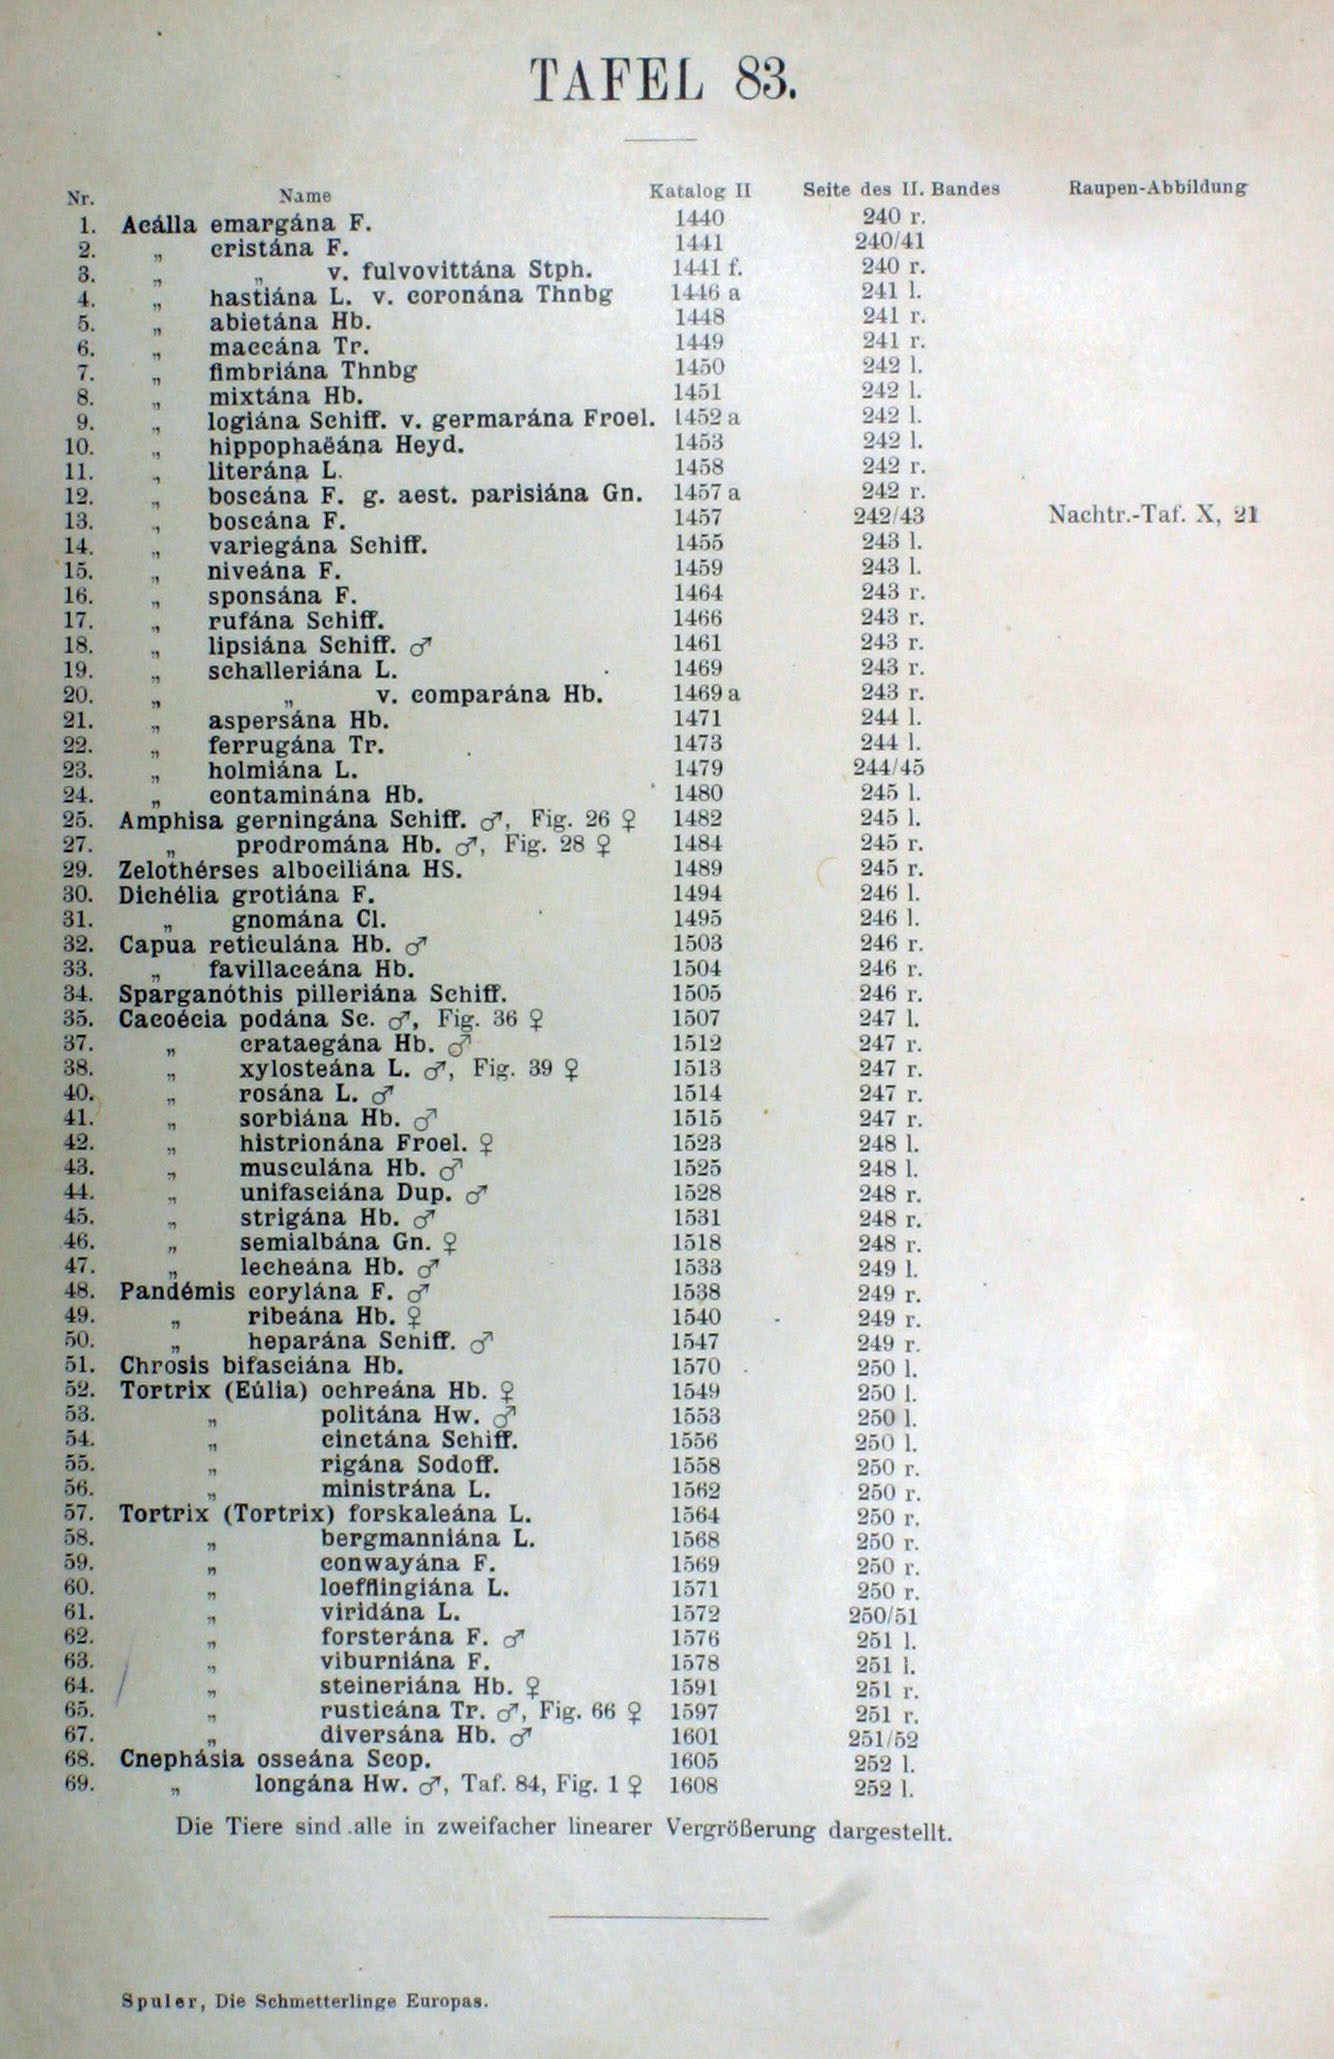 TAFEL 83.
Nr. Name Katalog II Seite des II. Bandes Raupen-Abbildung
1. Acálla emargána F. 1440 240 r.
2. „ cristána F. 1441 240/41
3. „ „ v. fulvovittána Stph. 1441 f. 240 r.
4. „ hastiána L. v. coronána Thnbg 1446 a 241 l.
5. „ abietána Hb. 1448 241 r.
6. „ maccána Tr. 1449 241 r.
7. „ fimbriána Thnbg 1450 242 l.
8. „ mixtána Hb. 1451 242 l.
9. „ logiána Schiff. v. germarána Froel. 1452 a 242 l.
10. „ hippophaëána Heyd. 1453 242 l.
11. „ literána L. 1458 242 r.
12. „ boscána F. g. aest. parisiána Gn. 1457 a 242 r.
13. „ boscána F. 1457 242/43 Nachtr.-Taf. X, 21
14. „ variegána Schiff. 1455 243 l.
15. „ niveána F. 1459 243 l.
16. „ sponsána F. 1464 243 r.
17. „ rufána Schiff. 1466 243 r.
18. „ lipsiána Schiff. ♂ 1461 243 r.
19. „ schalleriána L. 1469 243 r.
20. „ „ v. comparána Hb. 1469 a 243 r.
21. „ aspersána Hb. 1471 244 l.
22. „ ferrugána Tr. 1473 244 l.
23. „ holmiána L. 1479 244/45
24. „ contaminána Hb. 1480 245 l.
25. Amphisa gerningána Schiff. ♂, Fig. 26 ♀ 1482 245 l.
27. „ prodromána Hb. ♂, Fig. 28 ♀ 1484 245 r.
29. Zelothérses albociliána HS. 1489 245 r.
30. Dichélia grotiána F. 1494 246 l.
31. „ gnomána Cl. 1495 246 l.
32. Capua reticulána Hb. ♂ 1503 246 r.
33. „ favillaceána Hb. 1504 246 r.
34. Sparganóthis pilleriána Schiff. 1505 246 r.
35. Cacoécia podána Sc. ♂, Fig. 36 ♀ 1507 247 l.
37. „ crataegána Hb. ♂ 1512 247 r.
38. „ xylosteána L. ♂, Fig. 39 ♀ 1513 247 r.
40. „ rosána L. ♂ 1514 247 r.
41. „ sorbiána Hb. ♂ 1515 247 r.
42. „ histrionána Froel. ♀ 1523 248 l.
43. „ musculána Hb. ♂ 1525 248 l.
44. „ unifasciána Dup. ♂ 1528 248 r.
45. „ strigána Hb. ♂ 1531 248 r.
46. „ semialbána Gn. ♀ 1518 248 r.
47. „ lecheána Hb. ♂ 1533 249 l.
48. Pandémis corylána F. ♂ 1538 249 r.
49. „ ribeána Hb. ♀ 1540 249 r.
50. „ heparána Schiff. ♂ 1547 249 r.
51. Chrosis bifasciána Hb. 1570 250 l.
52. Tortrix (Eúlia) ochreána Hb. ♀ 1549 250 l.
53. „ politána Hw. ♂ 1553 250 l.
54. „ cinctána Schiff. 1556 250 l.
55. „ rigána Sodoff. 1558 250 r.
56. „ ministrána L. 1562 250 r.
57. Tortrix (Tortrix) forskaleána L. 1564 250 r.
58. „ bergmanniána L. 1568 250 r.
59. „ conwayána F. 1569 250 r.
60. „ loefflingiána L. 1571 250 r.
61. „ viridána L. 1572 250/51
62. „ forsterána F. ♂ 1576 251 l.
63. „ viburniána F. 1578 251 l.
64. „ steineriána Hb. ♀ 1591 251 r.
65. „ rusticána Tr. ♂, Fig. 66 ♀ 1597 251 r.
67. „ diversána Hb. ♂ 1601 251/52
68. Cnephásia osseána Scop. 1605 252 l.
69. „ longána Hw. ♂, Taf. 84, Fig. 1 ♀ 1608 252 l.
Die Tiere sind alle in zweifacher linearer Vergrößerung dargestellt.
Spuler, Die Schmetterlinge Europas.